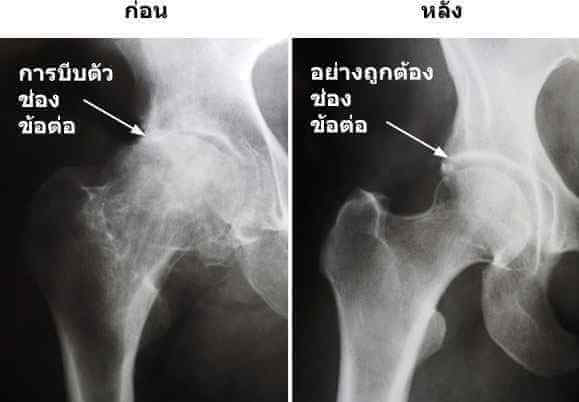 ก่อน
หลัง
การบีบตัว
ช่อง
ข้อต่อ
อย่างถูกต้อง
ช่อง
ข้อต่อ